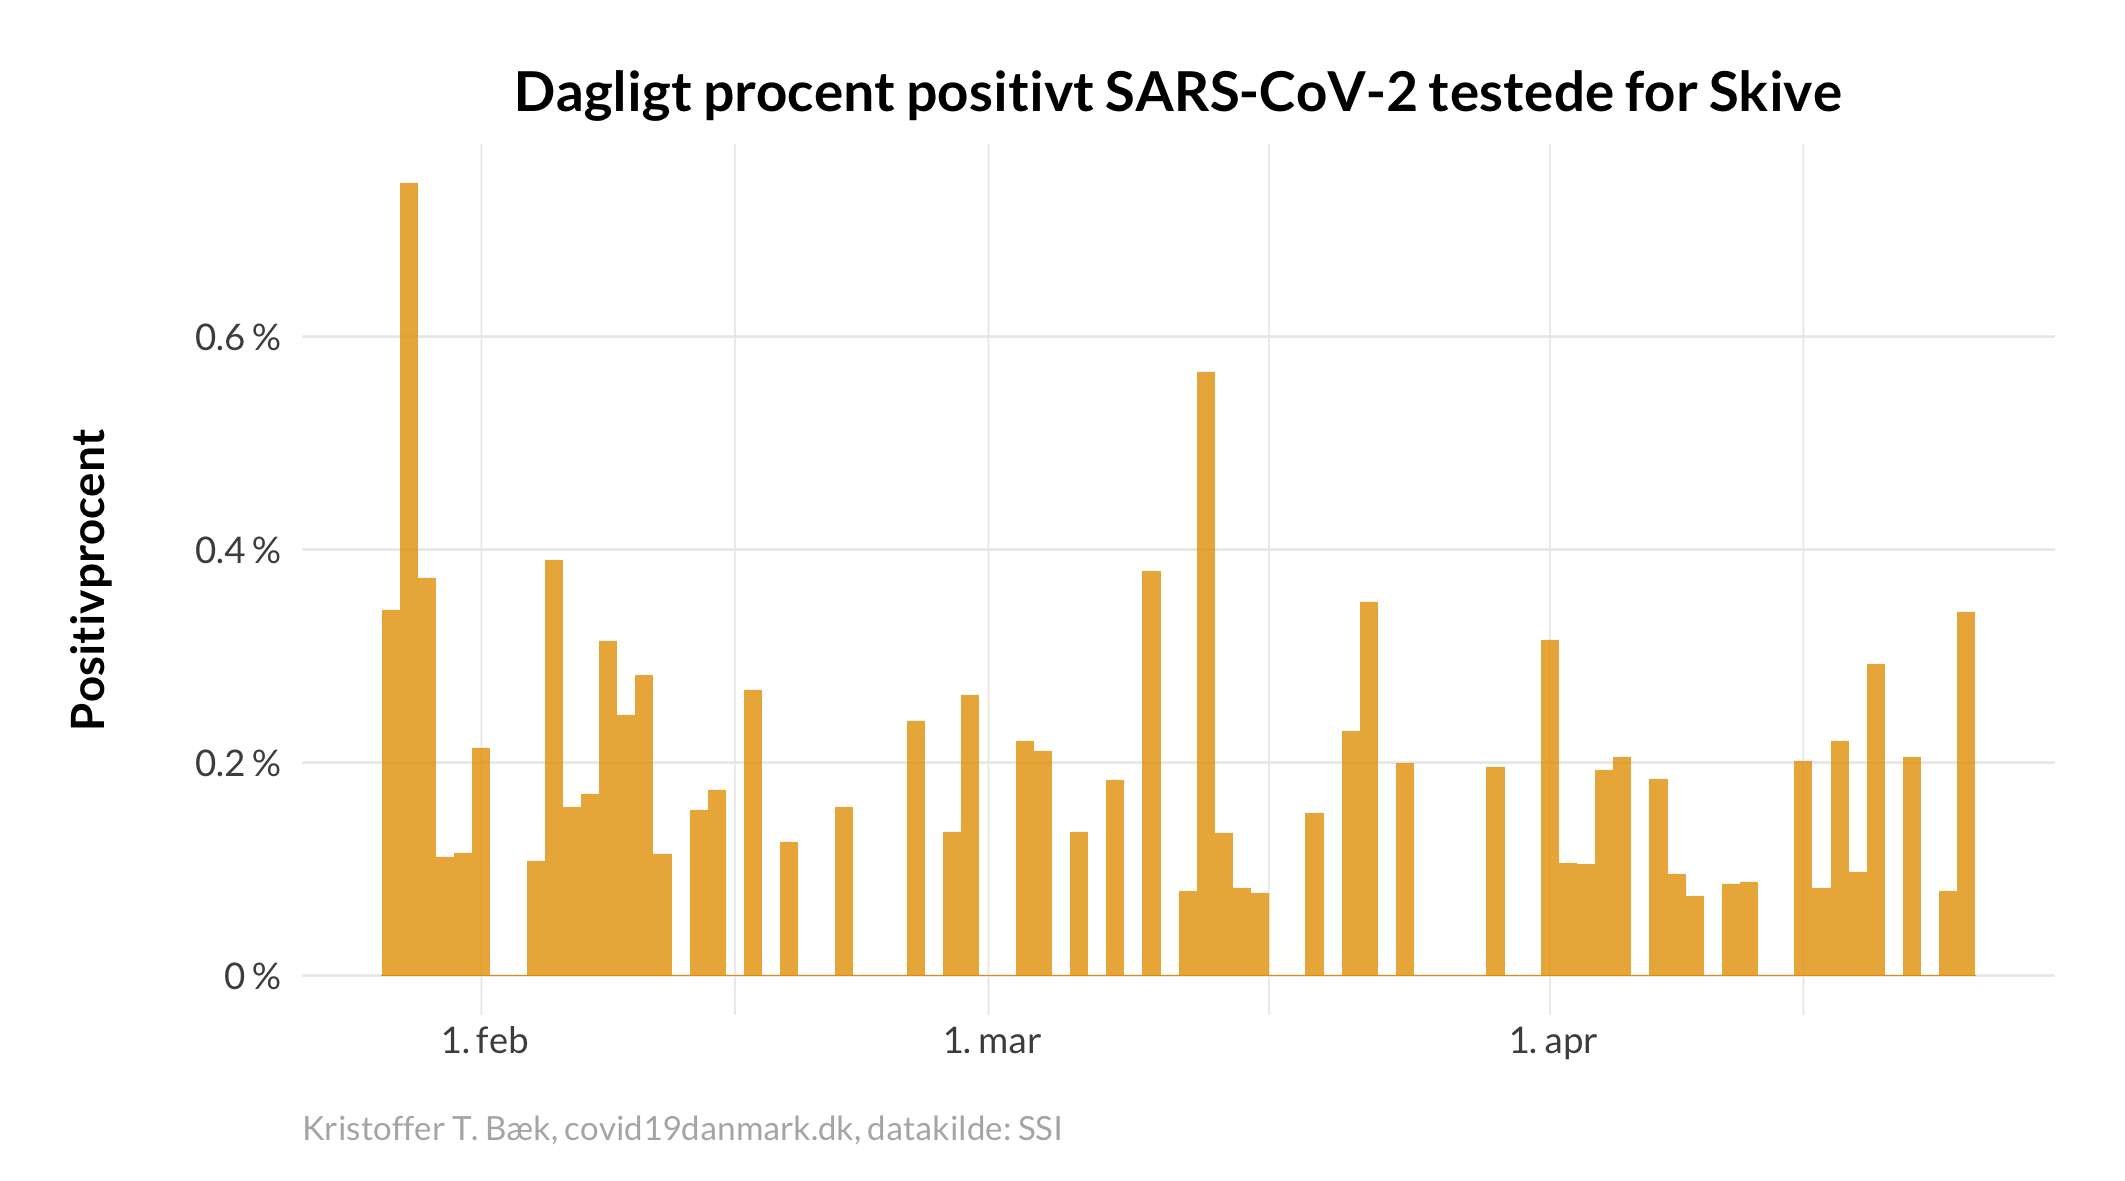 Dagligt procent positivt SARS-CoV-2 testede for Skive
Positivprocent
0.6 %
0.4 %
0.2 %
0 %
1. feb
1. mar
1. apr
Kristoffer T. Bæk, covid19danmark.dk, datakilde: SSI